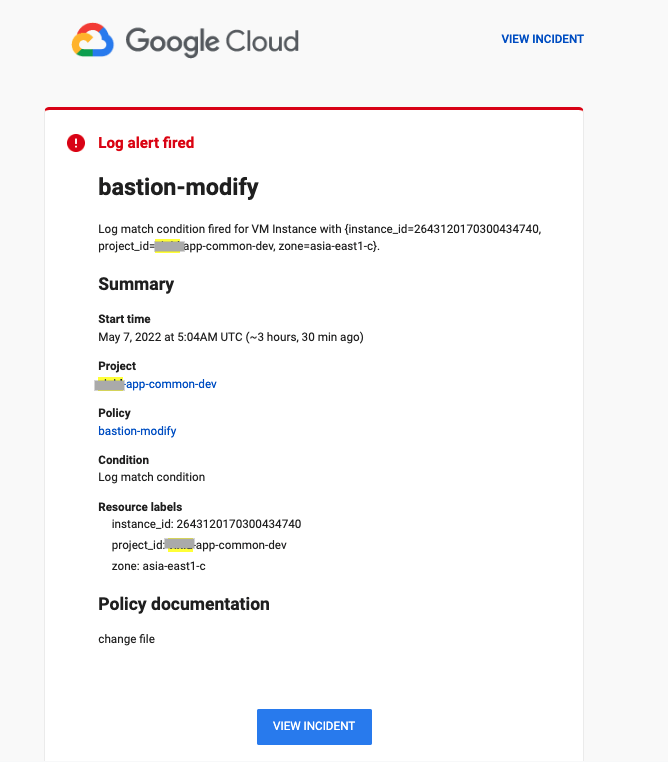 Google Cloud
VIEW INCIDENT
Log alert fired
bastion-modify
Log match condition fired for VM Instance with {instance_id=2643120170300434740,
project_id= app-common-dev, zone=asia-east1-c}.
Summary
Start time
May 7, 2022 at 5:04AM UTC (~3 hours, 30 min ago)
Project
-app-common-dev
Policy
bastion-modify
Condition
Log match condition
Resource labels
instance_id: 2643120170300434740
project_id: -app-common-dev
zone: asia-east1-c
Policy documentation
change file
VIEW INCIDENT